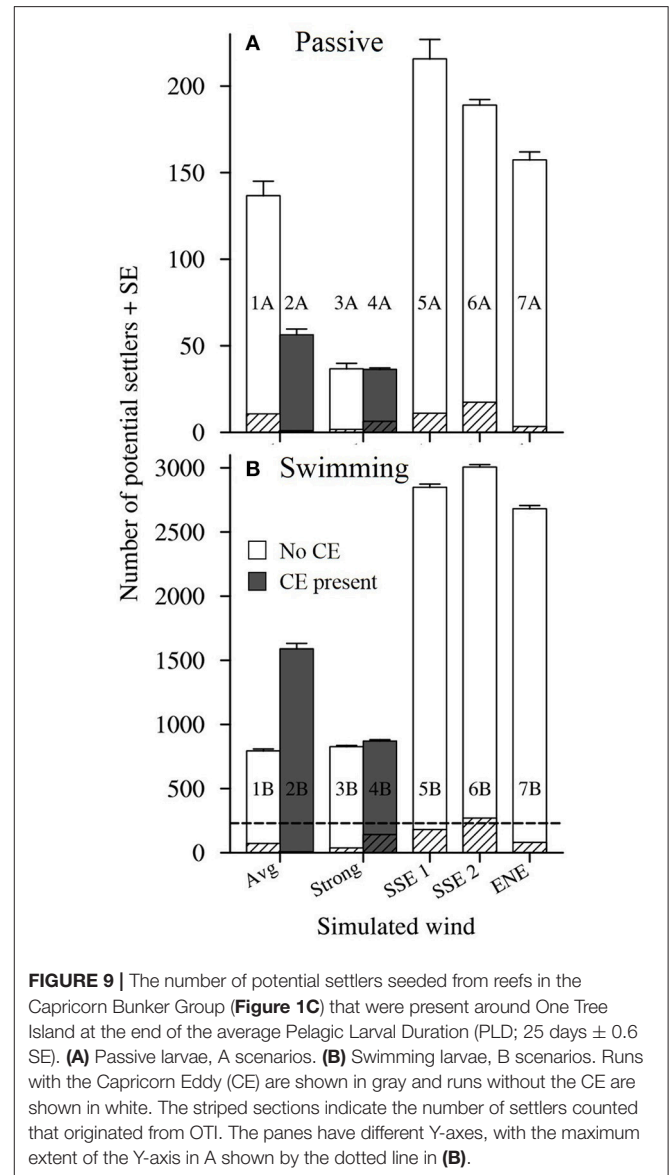 A Passive
200
150
100
50
0
1A 2A 3A 4A 5A 6A 7A
Number of potential settlers + SE
B Swimming
3000
2500
2000
1500
1000
500
0
No CE
CE present
1B 2B 3B 4B 5B 6B 7B
Avg Strong SSE 1 SSE 2 ENE
Simulated wind
FIGURE 9 | The number of potential settlers seeded from reefs in the
Capricorn Bunker Group (Figure 1C) that were present around One Tree
Island at the end of the average Pelagic Larval Duration (PLD; 25 days ± 0.6
SE). (A) Passive larvae, A scenarios. (B) Swimming larvae, B scenarios. Runs
with the Capricorn Eddy (CE) are shown in gray and runs without the CE are
shown in white. The striped sections indicate the number of settlers counted
that originated from OTI. The panes have different Y-axes, with the maximum
extent of the Y-axis in A shown by the dotted line in (B).